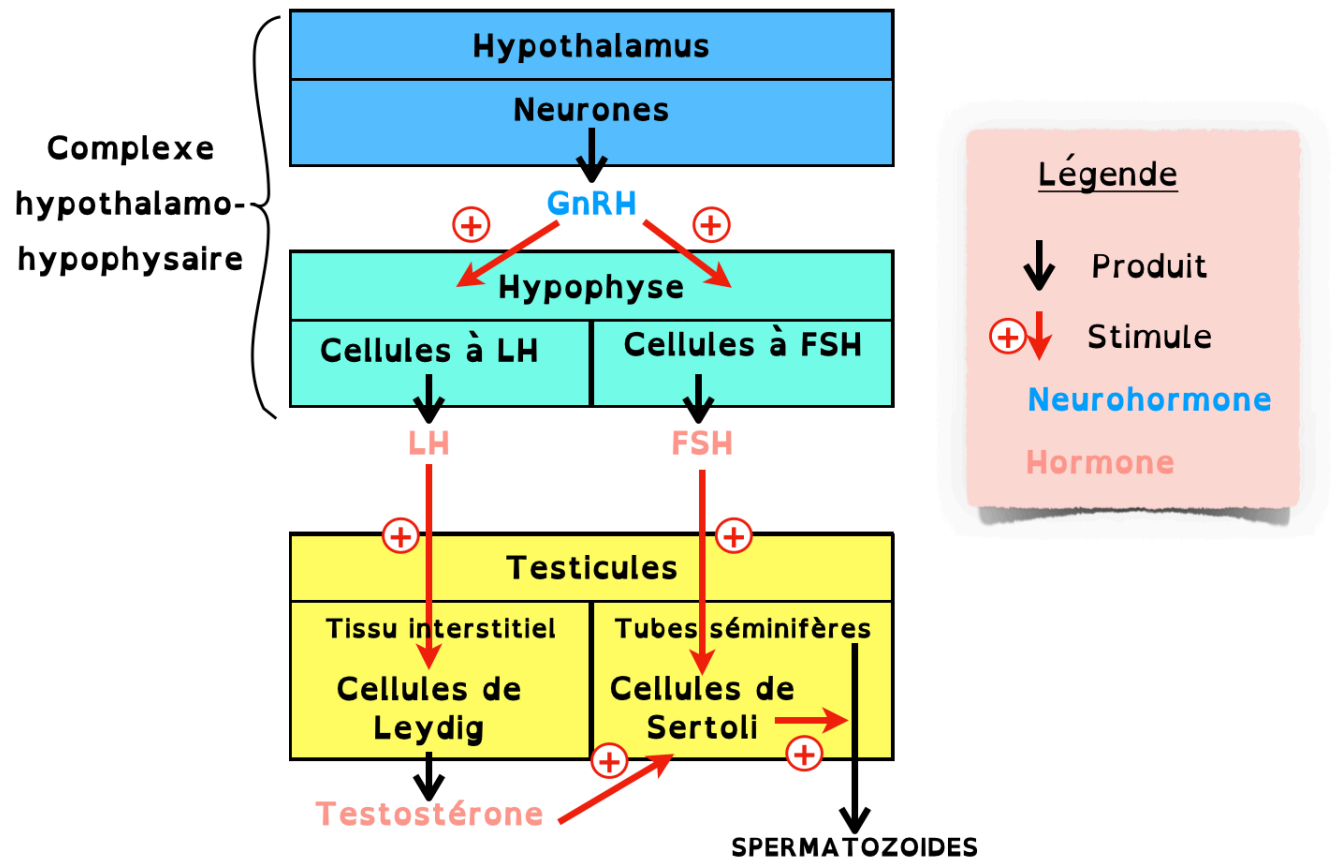 Hypothalamus
Neurones
Complexe
hypothalamo-
hypophysaire
GnRH
+ +
Hypophyse
Cellules à LH Cellules à FSH
LH FSH
+ +
Testicules
Tissu interstitiel Tubes séminifères
Cellules de Leydig
Cellules de Sertoli
+ +
Testostérone
SPERMATOZOIDES
Légende
Produit
+ Stimule
Neurohormone
Hormone